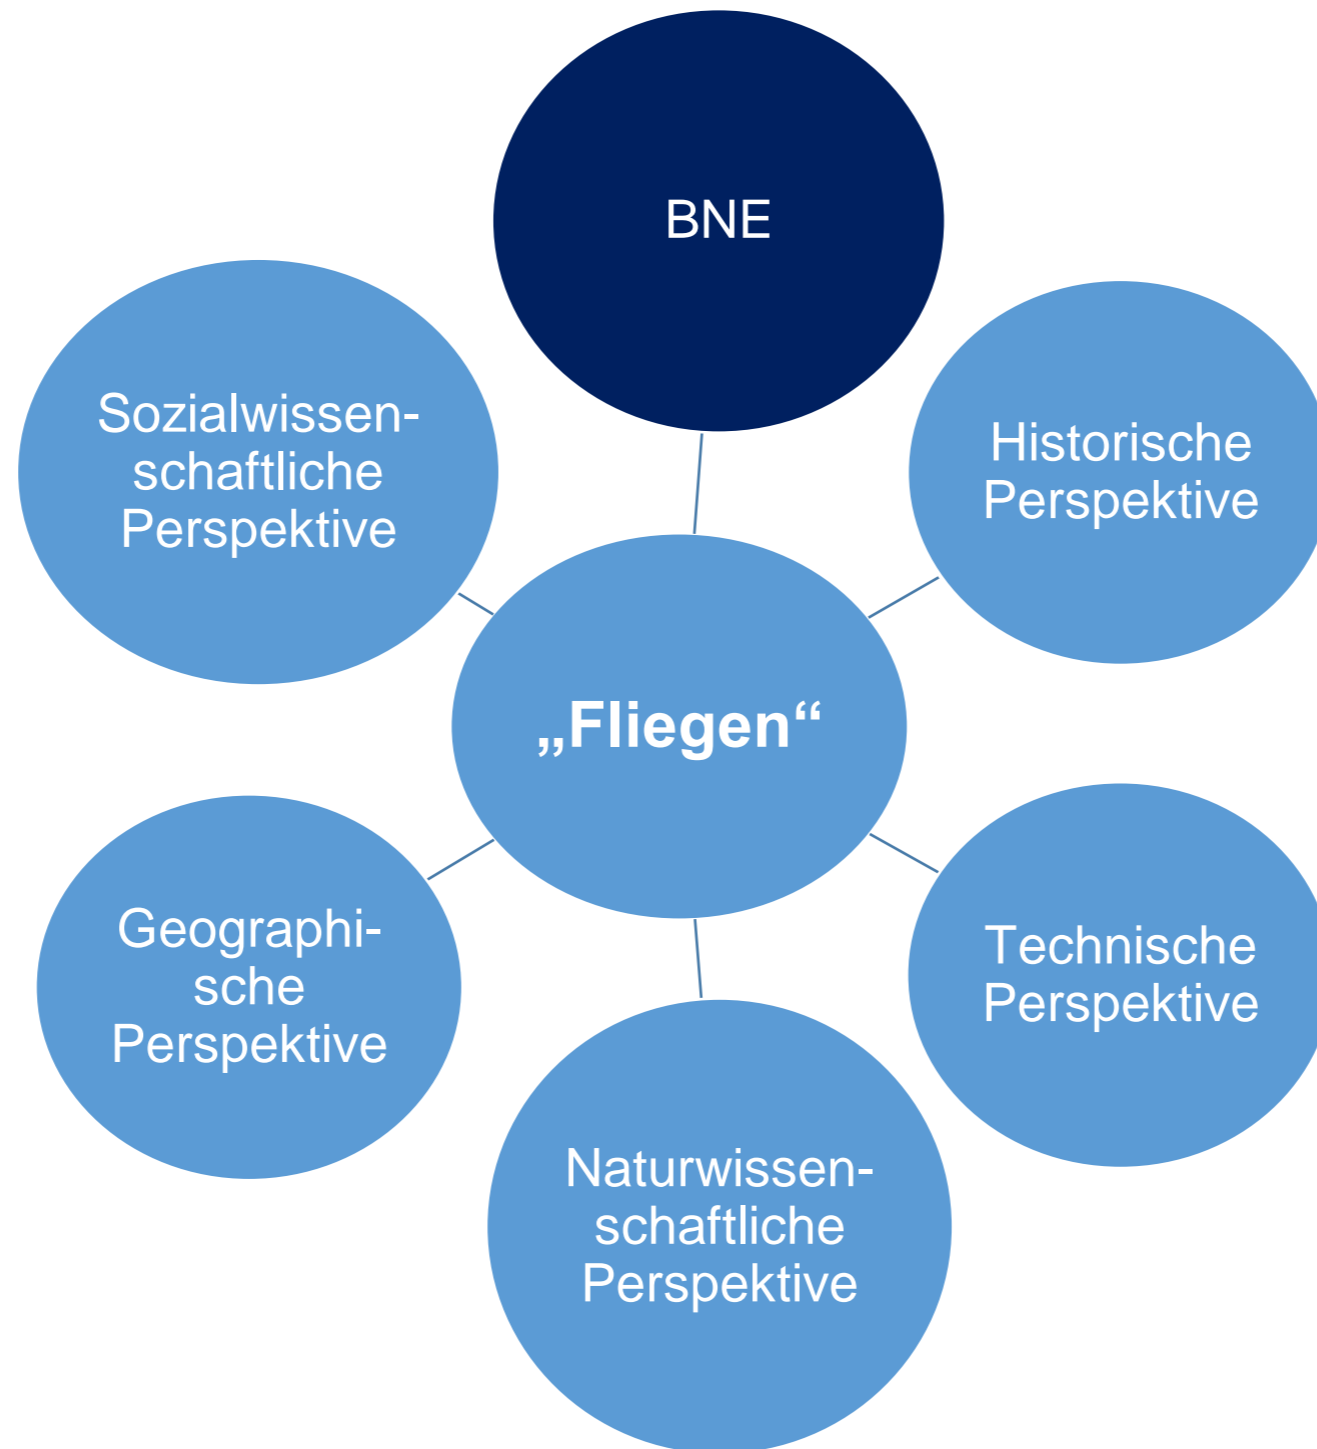 BNE
Sozialwissen-
schaftliche
Perspektive
Historische
Perspektive
„Fliegen“
Geographi-
sche
Perspektive
Technische
Perspektive
Naturwissen-
schaftliche
Perspektive